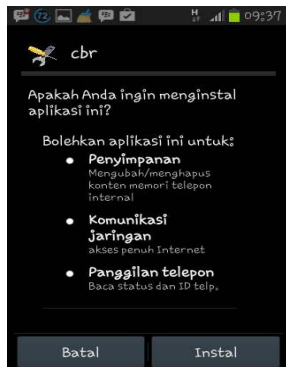 09:37
cbr
Apakah Anda ingin menginstal
aplikasi ini?
Bolehkan aplikasi ini untuk:
Penyimpanan
Mengubah/menghapus
konten memori telepon
internal
Komunikasi
jaringan
akses penuh Internet
Panggilan telepon
Baca status dan ID telp.
Batal Instal